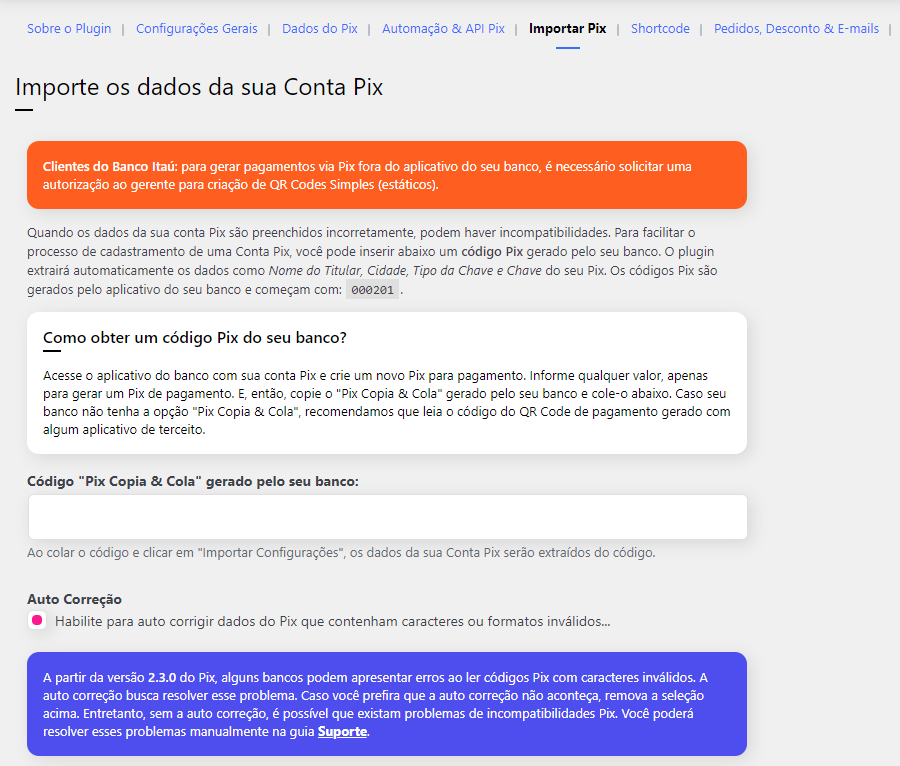 Sobre o Plugin | Configurações Gerais | Dados do Pix | Automação & API Pix | Importar Pix | Shortcode | Pedidos, Desconto & E-mails |
Importe os dados da sua Conta Pix
Clientes do Banco Itaú: para gerar pagamentos via Pix fora do aplicativo do seu banco, é necessário solicitar uma
autorização ao gerente para criação de QR Codes Simples (estáticos).
Quando os dados da sua conta Pix são preenchidos incorretamente, podem haver incompatibilidades. Para facilitar o
processo de cadastramento de uma Conta Pix, você pode inserir abaixo um código Pix gerado pelo seu banco. O plugin
extrairá automaticamente os dados como Nome do Titular, Cidade, Tipo da Chave e Chave do seu Pix. Os códigos Pix são
gerados pelo aplicativo do seu banco e começam com: 000201 .
Como obter um código Pix do seu banco?
Acesse o aplicativo do banco com sua conta Pix e crie um novo Pix para pagamento. Informe qualquer valor, apenas
para gerar um Pix de pagamento. E, então, copie o "Pix Copia & Cola" gerado pelo seu banco e cole-o abaixo. Caso seu
banco não tenha a opção "Pix Copia & Cola", recomendamos que leia o código do QR Code de pagamento gerado com
algum aplicativo de terceito.
Código "Pix Copia & Cola" gerado pelo seu banco:
Ao colar o código e clicar em "Importar Configurações", os dados da sua Conta Pix serão extraídos do código.
Auto Correção
Habilite para auto corrigir dados do Pix que contenham caracteres ou formatos inválidos...
A partir da versão 2.3.0 do Pix, alguns bancos podem apresentar erros ao ler códigos Pix com caracteres inválidos. A
auto correção busca resolver esse problema. Caso você prefira que a auto correção não aconteça, remova a seleção
acima. Entretanto, sem a auto correção, é possível que existam problemas de incompatibilidades Pix. Você poderá
resolver esses problemas manualmente na guia Suporte.